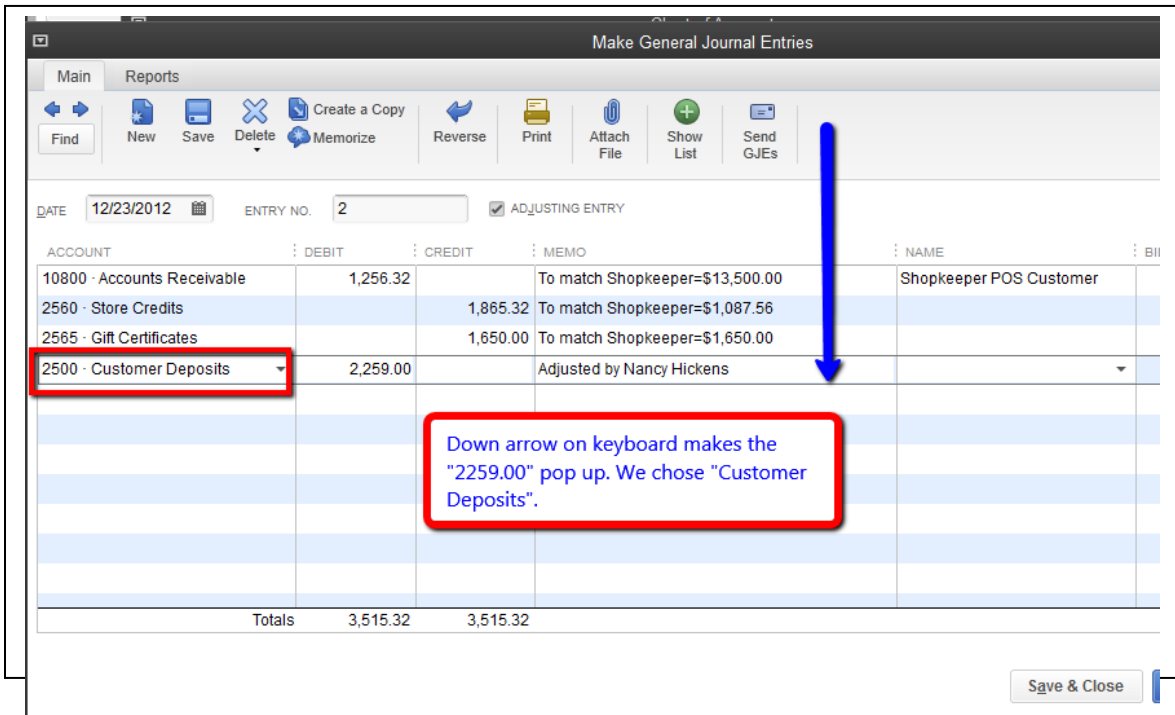 Make General Journal Entries
Main Reports
Find New Save Delete Create a Copy Memorize Reverse Print Attach File Show List Send GJEs
DATE 12/23/2012 ENTRY NO. 2 ADJUSTING ENTRY
ACCOUNT DEBIT CREDIT MEMO NAME
10800 · Accounts Receivable 1,256.32 To match Shopkeeper=$13,500.00 Shopkeeper POS Customer
2560 · Store Credits 1,865.32 To match Shopkeeper=$1,087.56
2565 · Gift Certificates 1,650.00 To match Shopkeeper=$1,650.00
2500 · Customer Deposits 2,259.00 Adjusted by Nancy Hickens
Down arrow on keyboard makes the
"2259.00" pop up. We chose "Customer
Deposits".
Totals 3,515.32 3,515.32
Save & Close